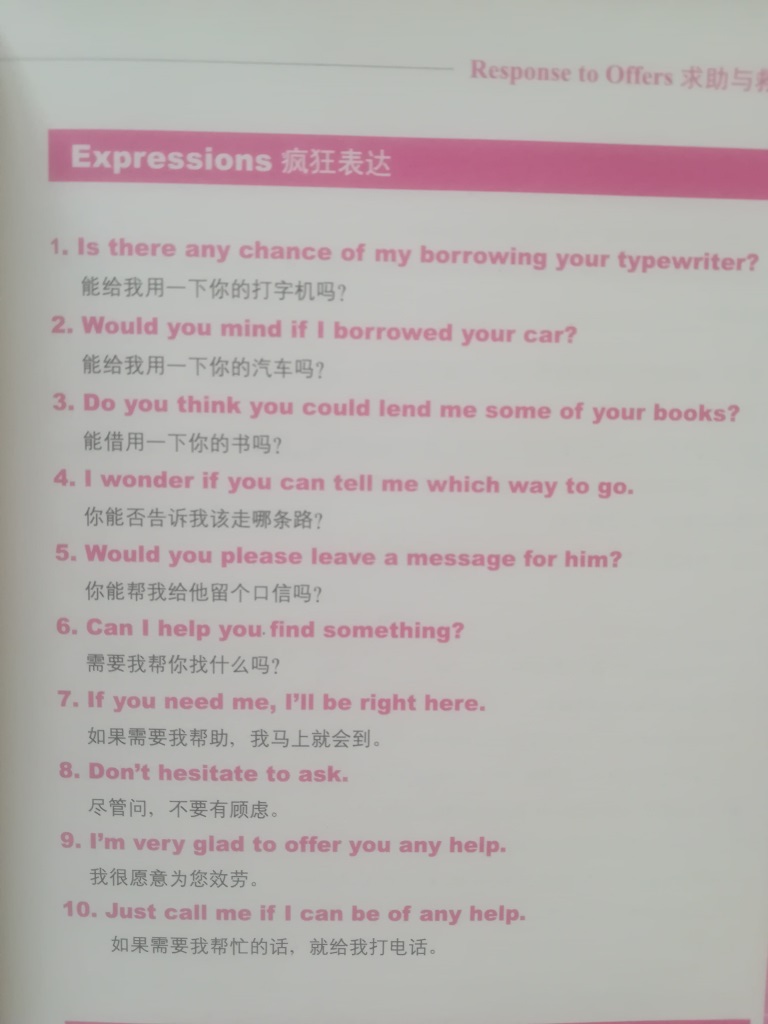 Response to Offers 求助与
Expressions 疯狂表达
1. Is there any chance of my borrowing your typewriter?
能给我用一下你的打字机吗?
2. Would you mind if I borrowed your car?
能给我用一下你的汽车吗?
3. Do you think you could lend me some of your books?
能借用一下你的书吗?
4. I wonder if you can tell me which way to go.
你能否告诉我该走哪条路?
5. Would you please leave a message for him?
你能帮我给他留个口信吗?
6. Can I help you find something?
需要我帮你找什么吗?
7. If you need me, I'll be right here.
如果需要我帮助，我马上就会到。
8. Don't hesitate to ask.
尽管问，不要有顾虑。
9. I'm very glad to offer you any help.
我很愿意为您效劳。
10. Just call me if I can be of any help.
如果需要我帮忙的话，就给我打电话。